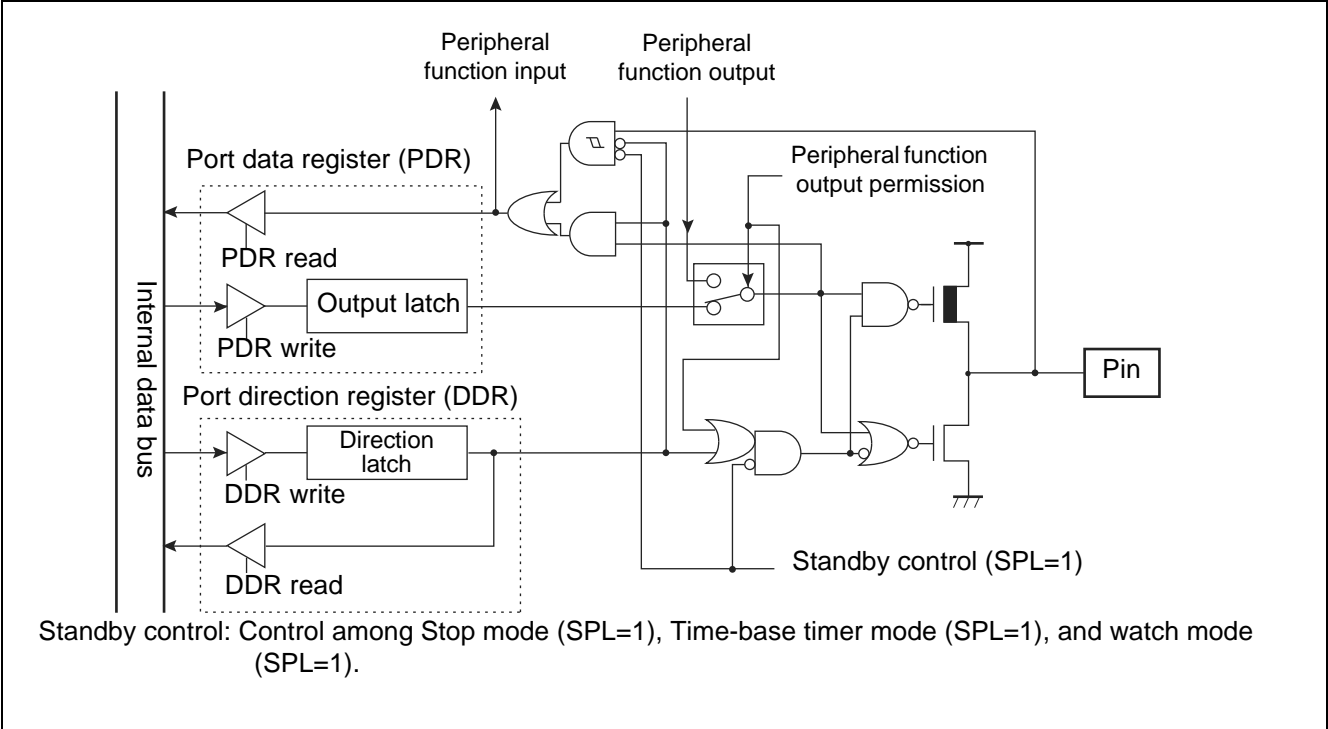 Peripheral
function input
Peripheral
function output
Port data register (PDR)
Peripheral function
output permission
PDR read
Output latch
PDR write
Internal data bus
Pin
Port direction register (DDR)
Direction
latch
DDR write
Standby control (SPL=1)
DDR read
Standby control: Control among Stop mode (SPL=1), Time-base timer mode (SPL=1), and watch mode
(SPL=1).